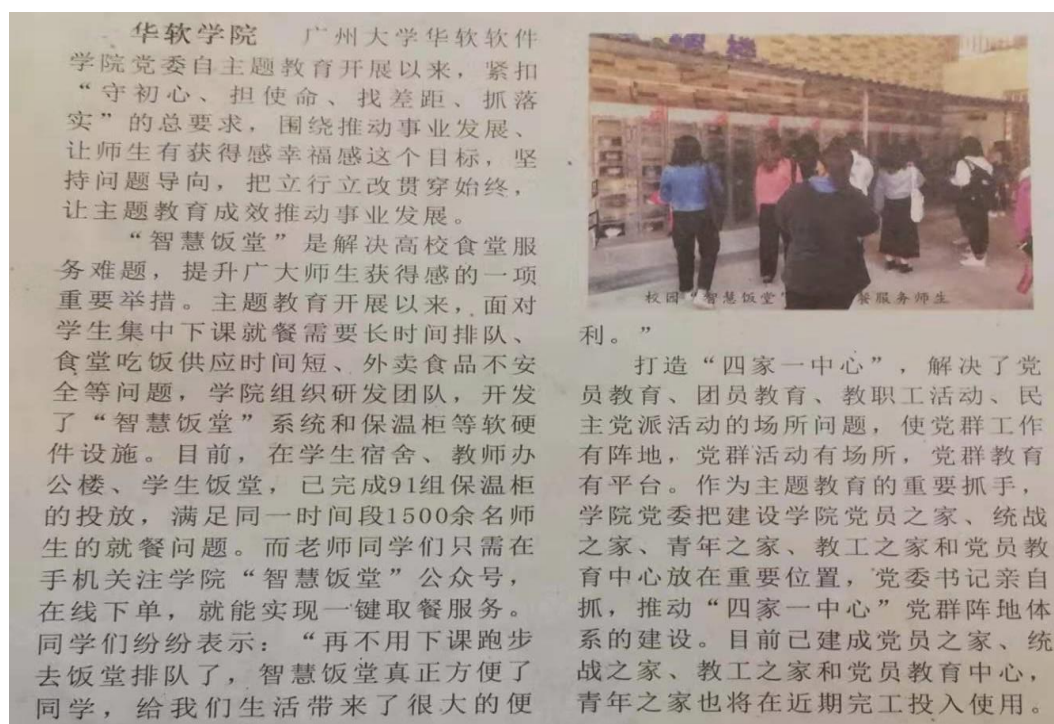 华软学院　广州大学华软软件
学院党委自主题教育开展以来，紧扣
“守初心、担使命、找差距、抓落
实”的总要求，围绕推动事业发展、
让师生有获得感幸福感这个目标，坚
持问题导向，把立行立改贯穿始终，
让主题教育成效推动事业发展。
“智慧饭堂”是解决高校食堂服
务难题，提升广大师生获得感的一项
重要举措。主题教育开展以来，面对
学生集中下课就餐需要长时间排队、
食堂吃饭供应时间短、外卖食品不安
全等问题，学院组织研发团队，开发
了“智慧饭堂”系统和保温柜等软硬
件设施。目前，在学生宿舍、教师办
公楼、学生饭堂，已完成91组保温柜
的投放，满足同一时间段1500余名师
生的就餐问题。而老师同学们只需在
手机关注学院“智慧饭堂”公众号，
在线下单，就能实现一键取餐服务。
同学们纷纷表示：“再不用下课跑步
去饭堂排队了，智慧饭堂真正方便了
同学，给我们生活带来了很大的便
校园“智慧饭堂”餐服务师生
利。”
打造“四家一中心”，解决了党
员教育、团员教育、教职工活动、民
主党派活动的场所问题，使党群工作
有阵地，党群活动有场所，党群教育
有平台。作为主题教育的重要抓手，
学院党委把建设学院党员之家、统战
之家、青年之家、教工之家和党员教
育中心放在重要位置，党委书记亲自
抓，推动“四家一中心”党群阵地体
系的建设。目前已建成党员之家、统
战之家、教工之家和党员教育中心，
青年之家也将在近期完工投入使用。